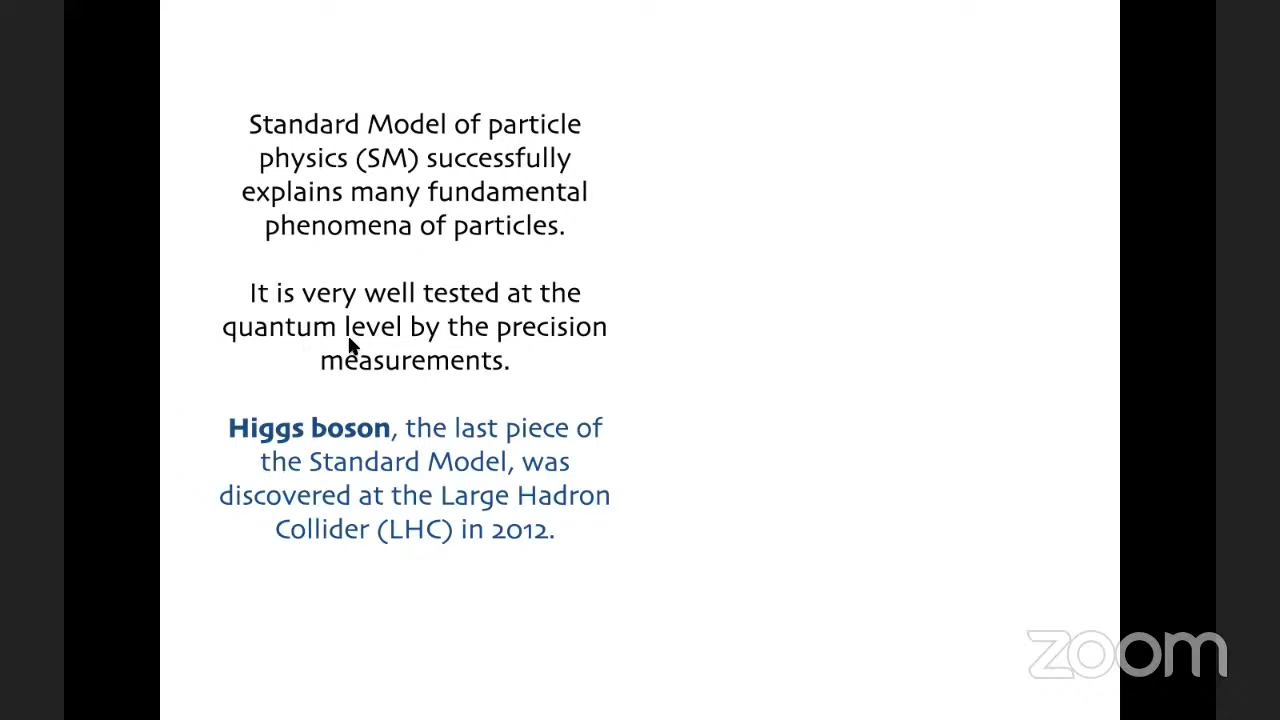 Standard Model of particle
physics (SM) successfully
explains many fundamental
phenomena of particles.
It is very well tested at the
quantum level by the precision
measurements.
Higgs boson, the last piece of
the Standard Model, was
discovered at the Large Hadron
Collider (LHC) in 2012.
zoom